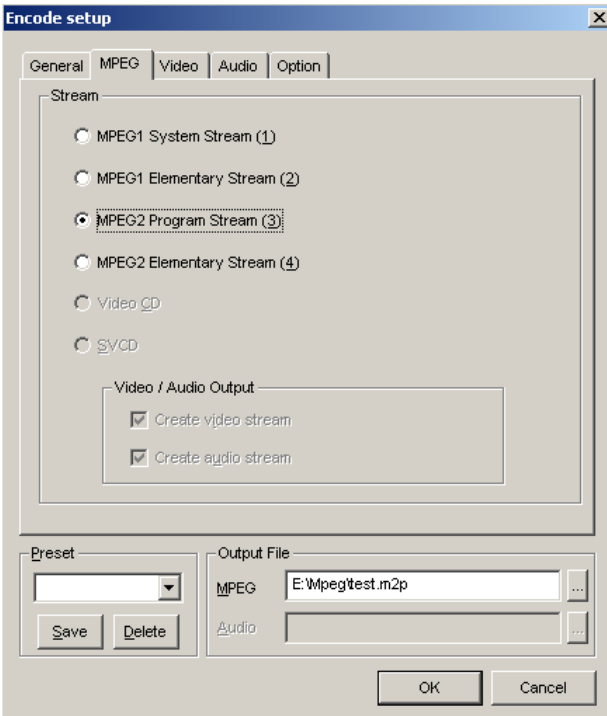 Encode setup
General MPEG Video Audio Option
Stream
MPEG1 System Stream (1)
MPEG1 Elementary Stream (2)
MPEG2 Program Stream (3)
MPEG2 Elementary Stream (4)
Video CD
SVCD
Video / Audio Output
Create video stream
Create audio stream
Preset
Save Delete
Output File
MPEG E:\Mpeg\test.m2p ...
Audio ...
OK Cancel